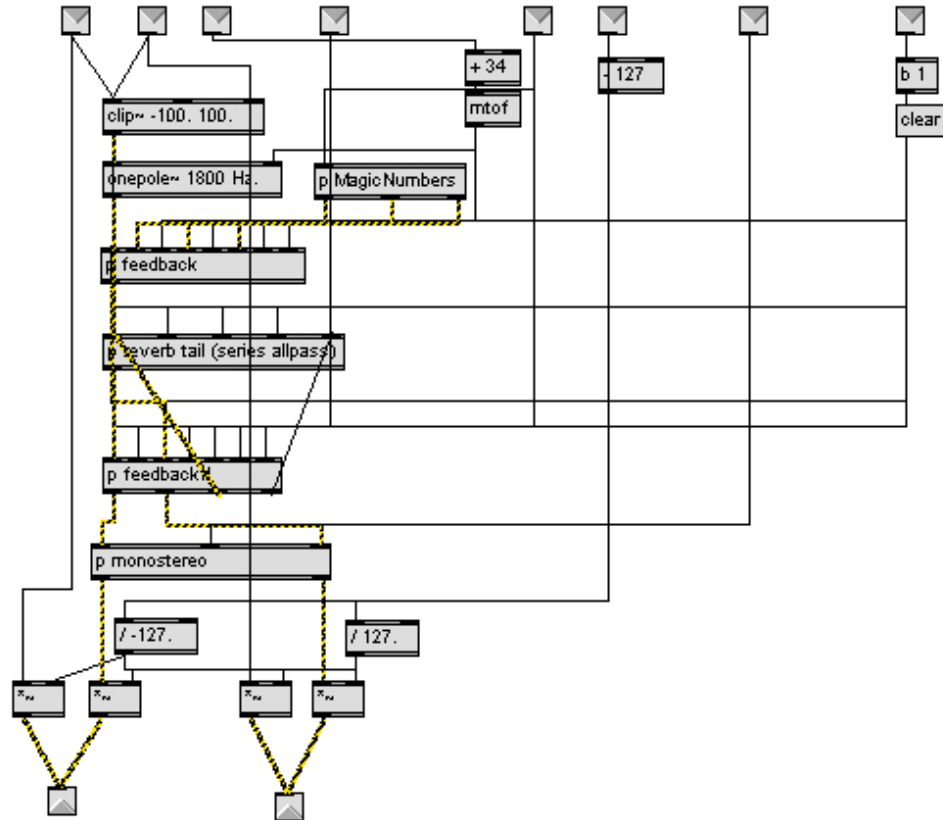 + 34
- 127
b 1
mtof
clip~ -100. 100.
clear
onepole~ 1800 Hz.
p MagicNumbers
p feedback
p reverb tail (series allpass)
p feedback
p monostereo
/ -127.
/ 127.
*~
*~
*~
*~